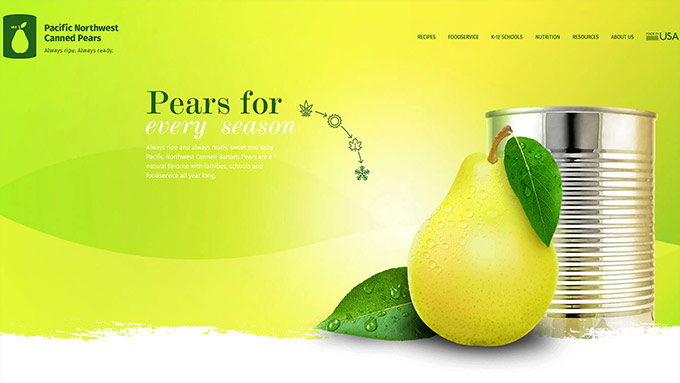 Pacific Northwest
Canned Pears
Always ripe. Always ready.
RECIPES FOODSERVICE K-12 SCHOOLS NUTRITION RESOURCES ABOUT US MADE IN USA
Pears for
every season
Always ripe and always ready, sweet and tasty
Pacific Northwest Canned Bartlett Pears are a
natural favorite with families, schools and
foodservice all year long.